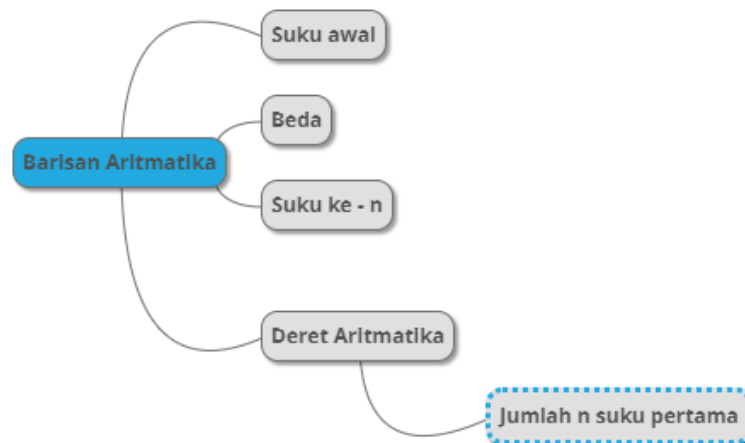 Suku awal
Beda
Barisan Aritmatika
Suku ke - n
Deret Aritmatika
Jumlah n suku pertama